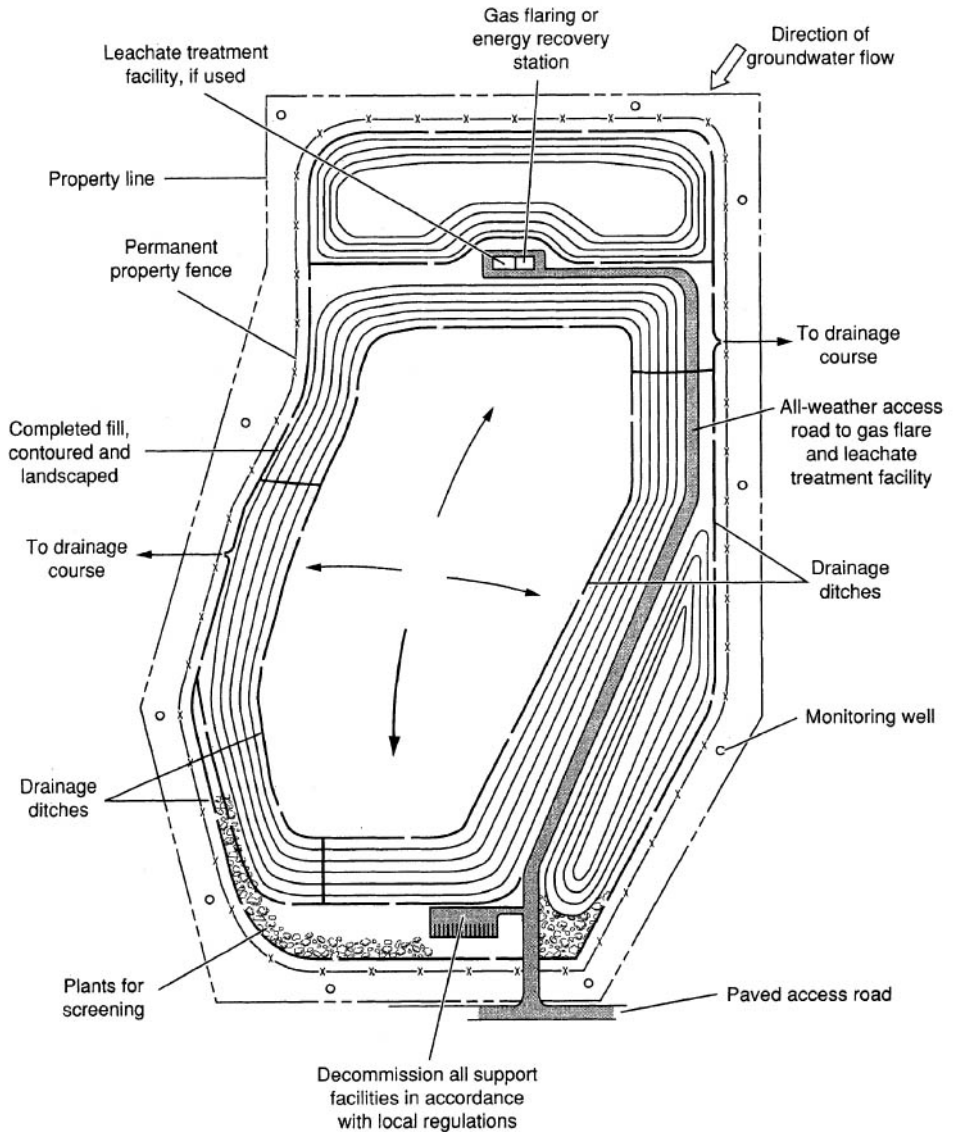 Gas flaring or
energy recovery
station
Direction of
groundwater flow
Leachate treatment
facility, if used
Property line
Permanent
property fence
To drainage
course
Completed fill,
contoured and
landscaped
All-weather access
road to gas flare
and leachate
treatment facility
To drainage
course
Drainage
ditches
Monitoring well
Drainage
ditches
Plants for
screening
Paved access road
Decommission all support
facilities in accordance
with local regulations